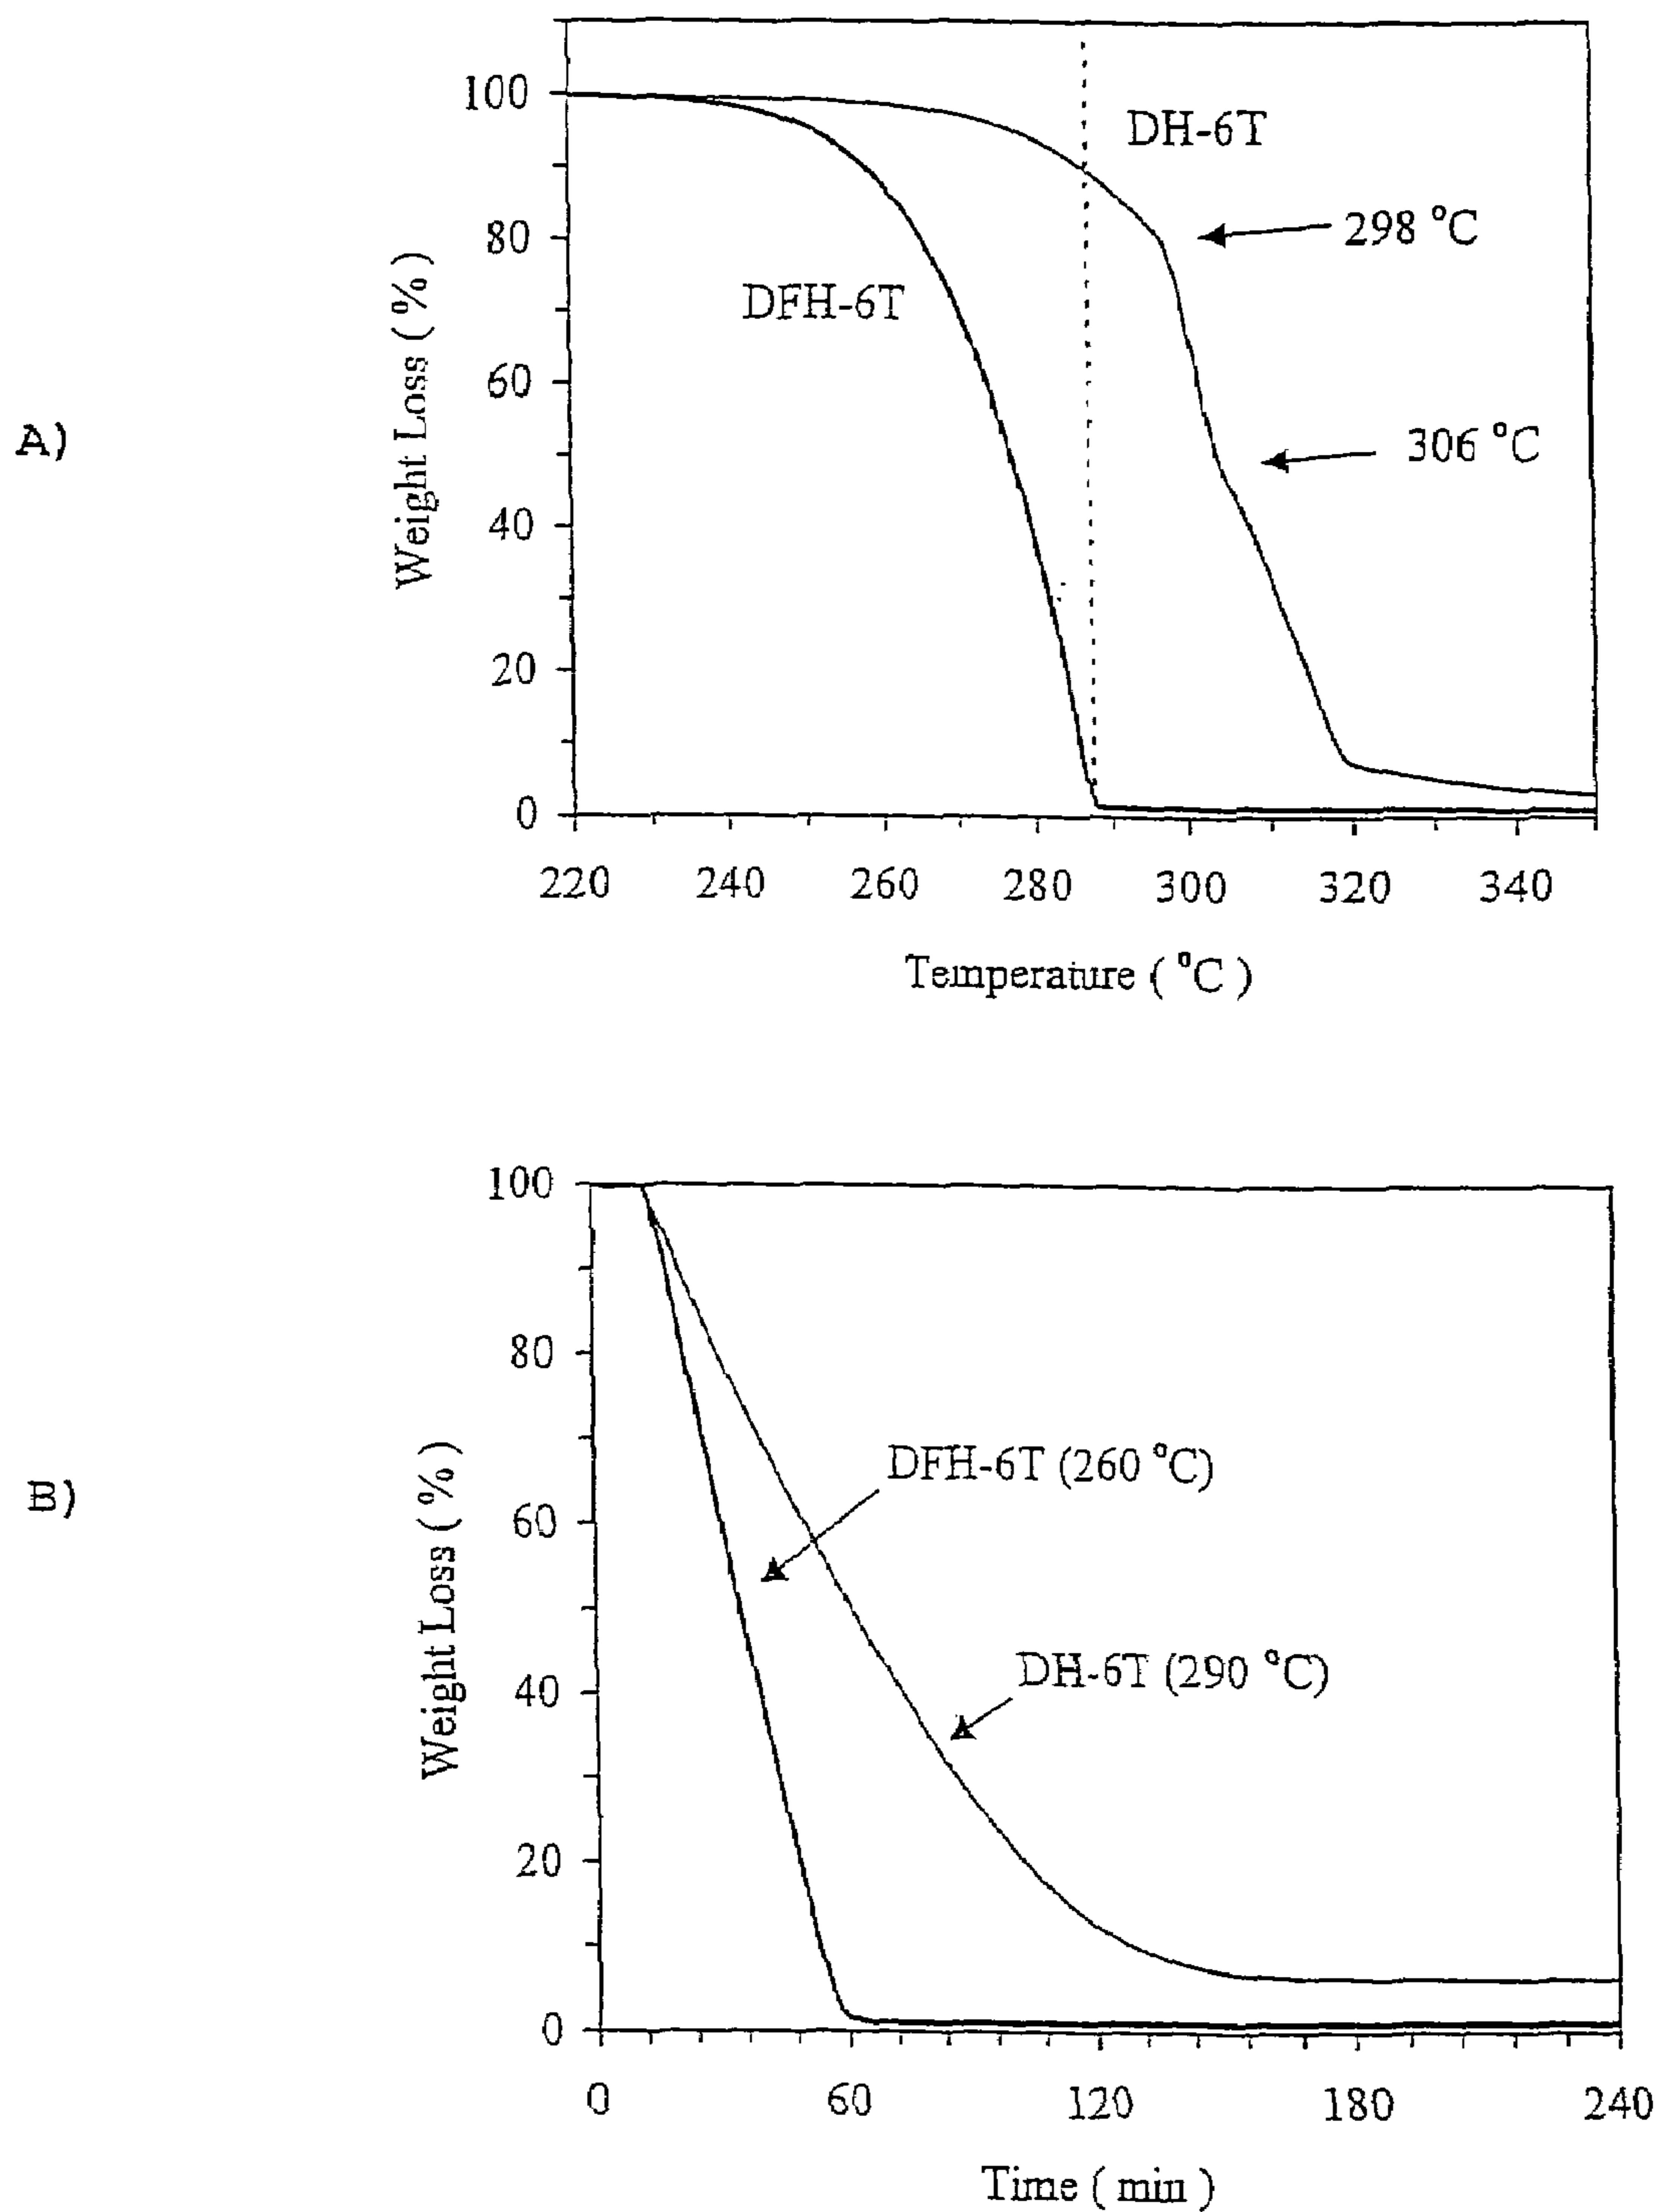 A)
Weight Loss ( % )
100
80
60
40
20
0
DH-6T
298 °C
DFH-6T
306 °C
220 240 260 280 300 320 340
Temperature ( °C )
B)
Weight Loss ( % )
100
80
60
40
20
0
DFH-6T (260 °C)
DH-6T (290 °C)
0 60 120 180 240
Time ( min )